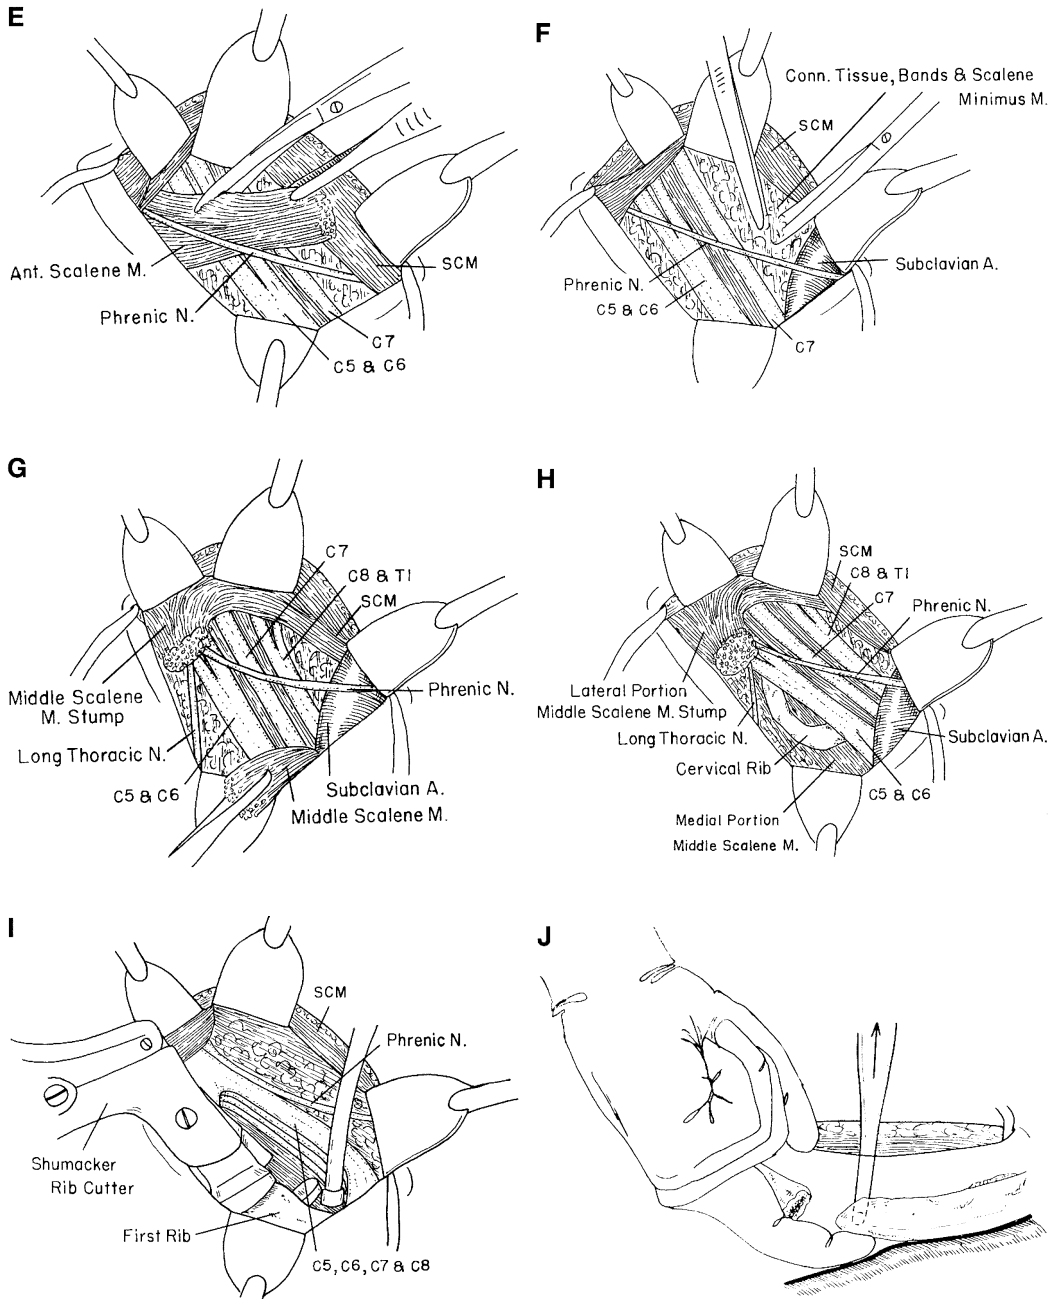 E
Ant. Scalene M.
Phrenic N.
SCM
C7
C5 & C6
F
Conn. Tissue, Bands & Scalene
Minimus M.
SCM
Subclavian A.
Phrenic N.
C5 & C6
C7
G
C7
C8 & T1
SCM
Phrenic N.
Middle Scalene
M. Stump
Long Thoracic N.
C5 & C6
Subclavian A.
Middle Scalene M.
H
SCM
C8 & T1
C7
Phrenic N.
Lateral Portion
Middle Scalene M. Stump
Long Thoracic N.
Subclavian A.
Cervical Rib
C5 & C6
Medial Portion
Middle Scalene M.
I
SCM
Phrenic N.
Shumacker
Rib Cutter
First Rib
C5, C6, C7 & C8
J